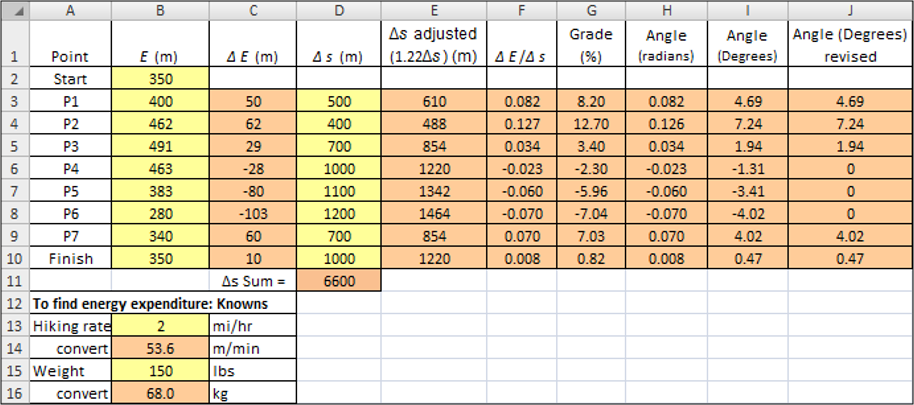 A B C D E F G H I J
1 Point E (m) Δ E (m) Δ s (m) Δs adjusted (1.22Δs) (m) Δ E/Δ s Grade (%) Angle (radians) Angle (Degrees) Angle (Degrees) revised
2 Start 350
3 P1 400 50 500 610 0.082 8.20 0.082 4.69 4.69
4 P2 462 62 400 488 0.127 12.70 0.126 7.24 7.24
5 P3 491 29 700 854 0.034 3.40 0.034 1.94 1.94
6 P4 463 -28 1000 1220 -0.023 -2.30 -0.023 -1.31 0
7 P5 383 -80 1100 1342 -0.060 -5.96 -0.060 -3.41 0
8 P6 280 -103 1200 1464 -0.070 -7.04 -0.070 -4.02 0
9 P7 340 60 700 854 0.070 7.03 0.070 4.02 4.02
10 Finish 350 10 1000 1220 0.008 0.82 0.008 0.47 0.47
11 Δs Sum = 6600
12 To find energy expenditure: Knowns
13 Hiking rate 2 mi/hr
14 convert 53.6 m/min
15 Weight 150 lbs
16 convert 68.0 kg